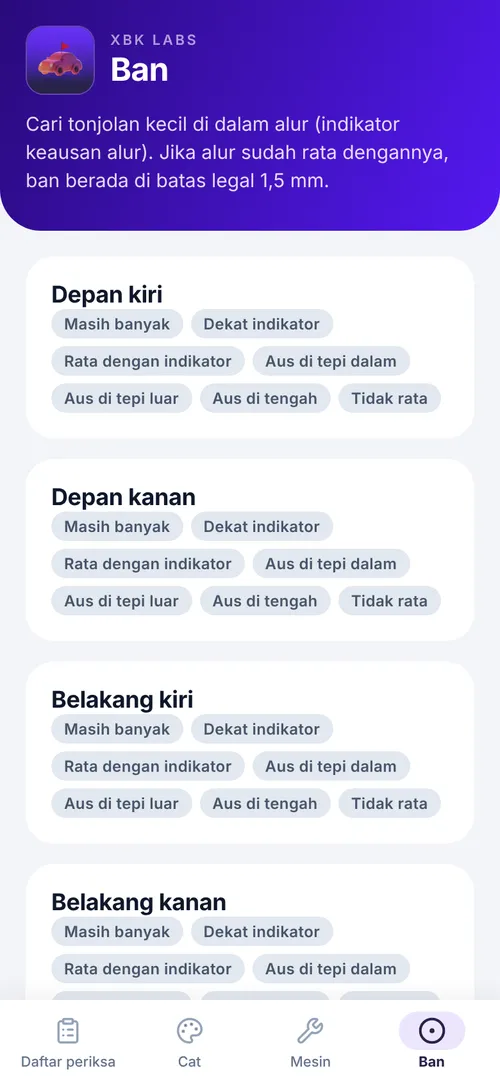 XBK LABS
Ban
Cari tonjolan kecil di dalam alur (indikator
keausan alur). Jika alur sudah rata dengannya,
ban berada di batas legal 1,5 mm.
Depan kiri
Masih banyak Dekat indikator
Rata dengan indikator Aus di tepi dalam
Aus di tepi luar Aus di tengah Tidak rata
Depan kanan
Masih banyak Dekat indikator
Rata dengan indikator Aus di tepi dalam
Aus di tepi luar Aus di tengah Tidak rata
Belakang kiri
Masih banyak Dekat indikator
Rata dengan indikator Aus di tepi dalam
Aus di tepi luar Aus di tengah Tidak rata
Belakang kanan
Masih banyak Dekat indikator
Rata dengan indikator Aus di tepi dalam
Daftar periksa Cat Mesin Ban